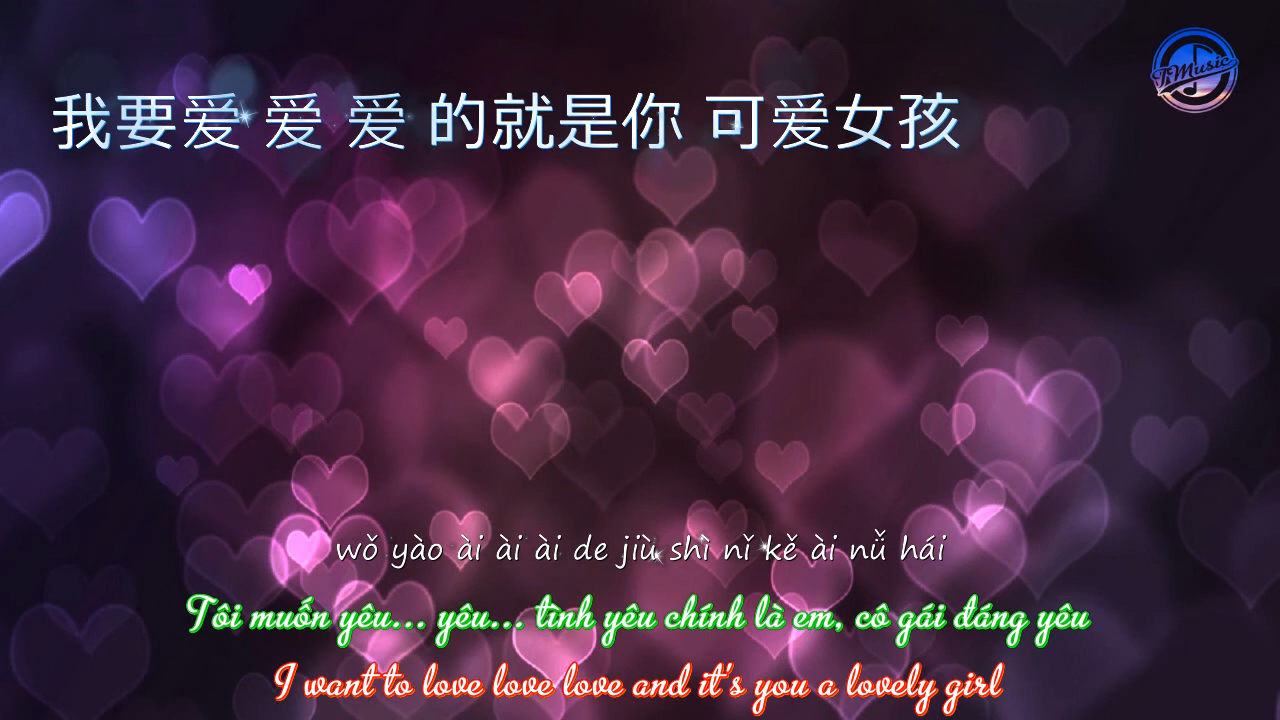 TMusic
我要爱 爱 爱 的就是你 可爱女孩
wǒ yào ài ài ài de jiù shì nǐ kě ài nǚ hái
Tôi muốn yêu... yêu... tình yêu chính là em, cô gái đáng yêu
I want to love love love and it's you a lovely girl